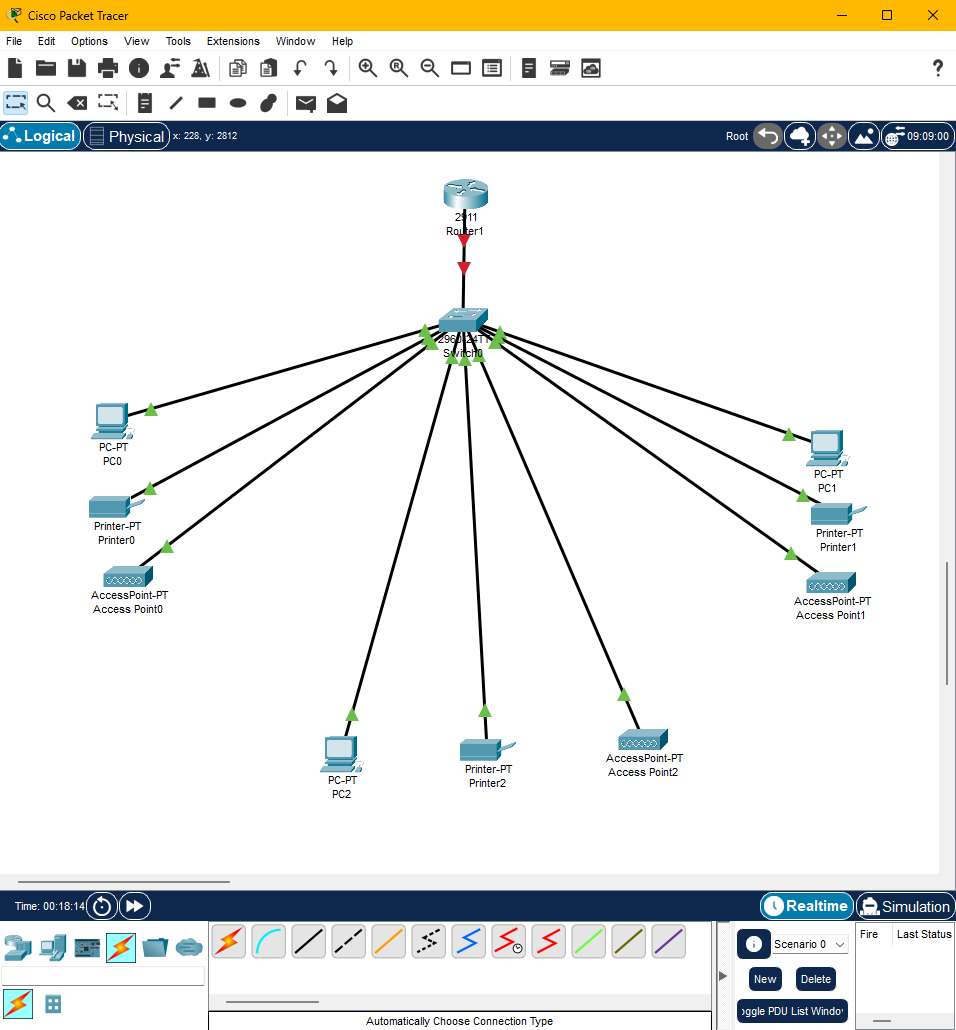 Cisco Packet Tracer
File Edit Options View Tools Extensions Window Help
Logical Physical x: 228, y: 2812 Root 09:09:00
2911
Router1
2960-24TT
Switch0
PC-PT
PC0
PC-PT
PC1
Printer-PT
Printer0
Printer-PT
Printer1
AccessPoint-PT
Access Point0
AccessPoint-PT
Access Point1
PC-PT
PC2
Printer-PT
Printer2
AccessPoint-PT
Access Point2
Time: 00:18:14 Realtime Simulation
Scenario 0 Fire Last Status
New Delete
oggle PDU List Windo
Automatically Choose Connection Type